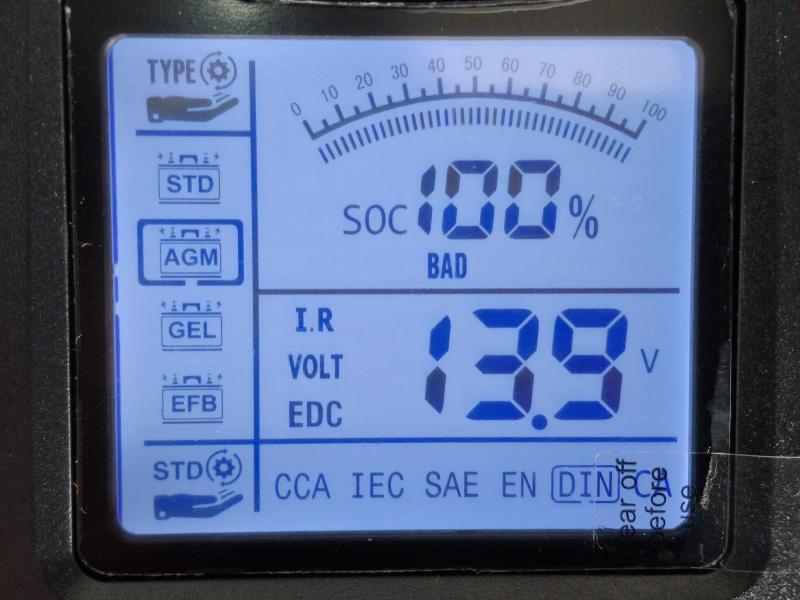 TYPE
STD
AGM
GEL
EFB
STD
0 10 20 30 40 50 60 70 80 90 100
SOC 100 %
BAD
I.R
VOLT
EDC
13.9 V
CCA IEC SAE EN DIN CA
ear off
before
use